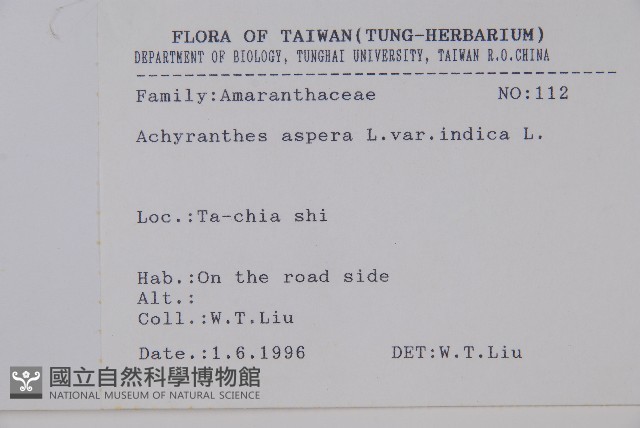 FLORA OF TAIWAN(TUNG-HERBARIUM)
DEPARTMENT OF BIOLOGY, TUNGHAI UNIVERSITY, TAIWAN R.O.CHINA
Family:Amaranthaceae NO:112
Achyranthes aspera L.var.indica L.
Loc.:Ta-chia shi
Hab.:On the road side
Alt.:
Coll.:W.T.Liu
Date.:1.6.1996 DET:W.T.Liu
國立自然科學博物館
NATIONAL MUSEUM OF NATURAL SCIENCE